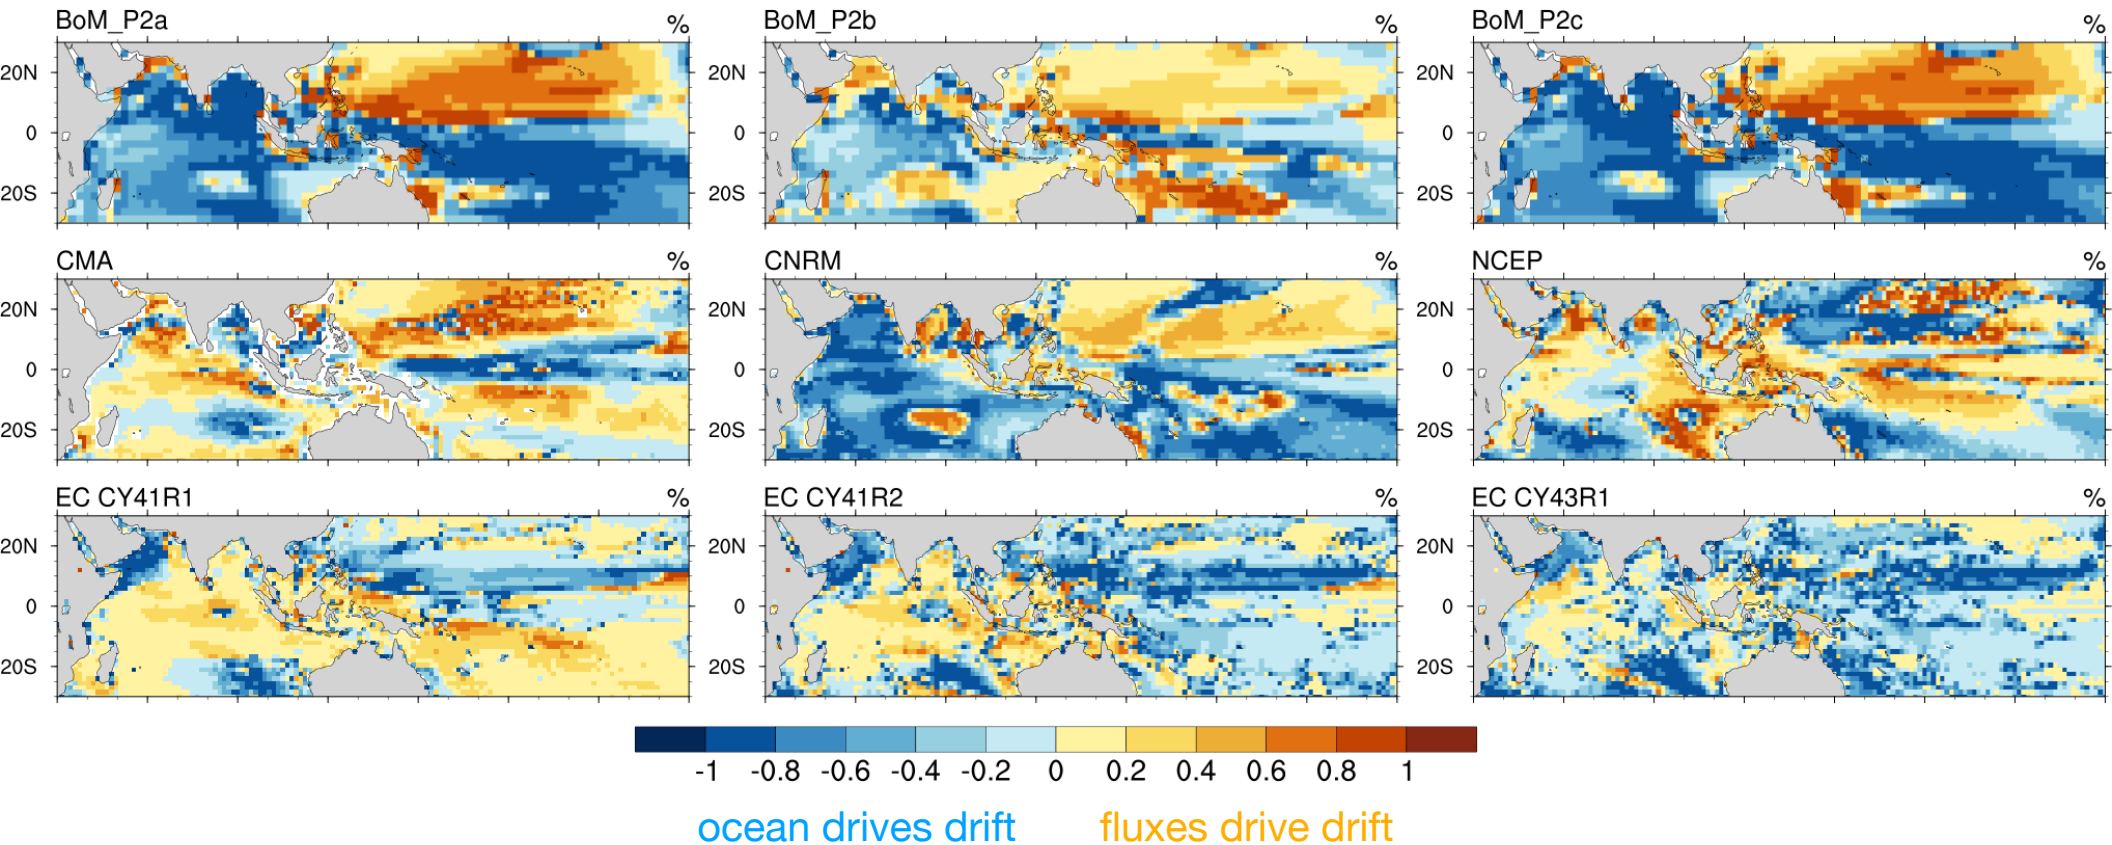 BoM_P2a % BoM_P2b % BoM_P2c %
20N 20N 20N
0 0 0
20S 20S 20S
CMA % CNRM % NCEP %
20N 20N 20N
0 0 0
20S 20S 20S
EC CY41R1 % EC CY41R2 % EC CY43R1 %
20N 20N 20N
0 0 0
20S 20S 20S
-1 -0.8 -0.6 -0.4 -0.2 0 0.2 0.4 0.6 0.8 1
ocean drives drift fluxes drive drift